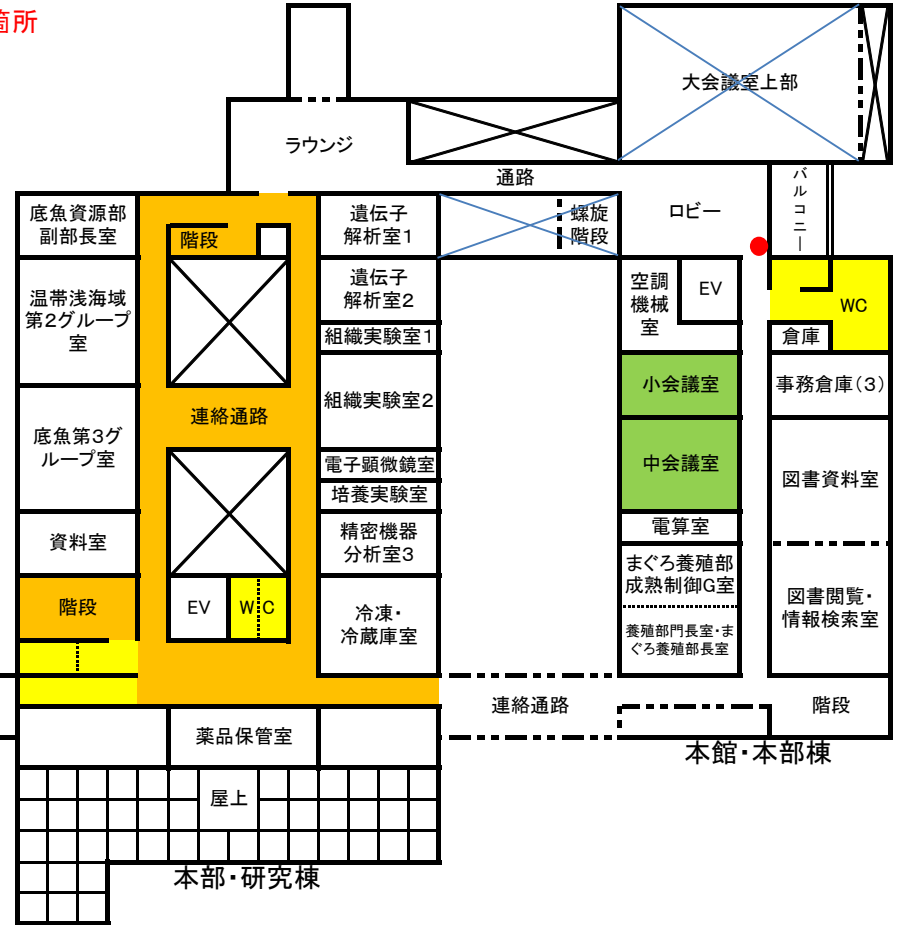 箇所
大会議室上部
ラウンジ
通路
バルコニー
ロビー
底魚資源部
副部長室
階段
遺伝子
解析室1
螺旋
階段
温帯浅海域
第2グループ
室
遺伝子
解析室2
空調
機械
室
EV
WC
組織実験室1
倉庫
小会議室
事務倉庫(3)
組織実験室2
連絡通路
底魚第3グ
ループ室
中会議室
図書資料室
電子顕微鏡室
培養実験室
資料室
精密機器
分析室3
電算室
まぐろ養殖部
成熟制御G室
階段
EV
WC
冷凍・
冷蔵庫室
図書閲覧・
情報検索室
養殖部門長室・ま
ぐろ養殖部長室
連絡通路
階段
薬品保管室
本館・本部棟
屋上
本部・研究棟